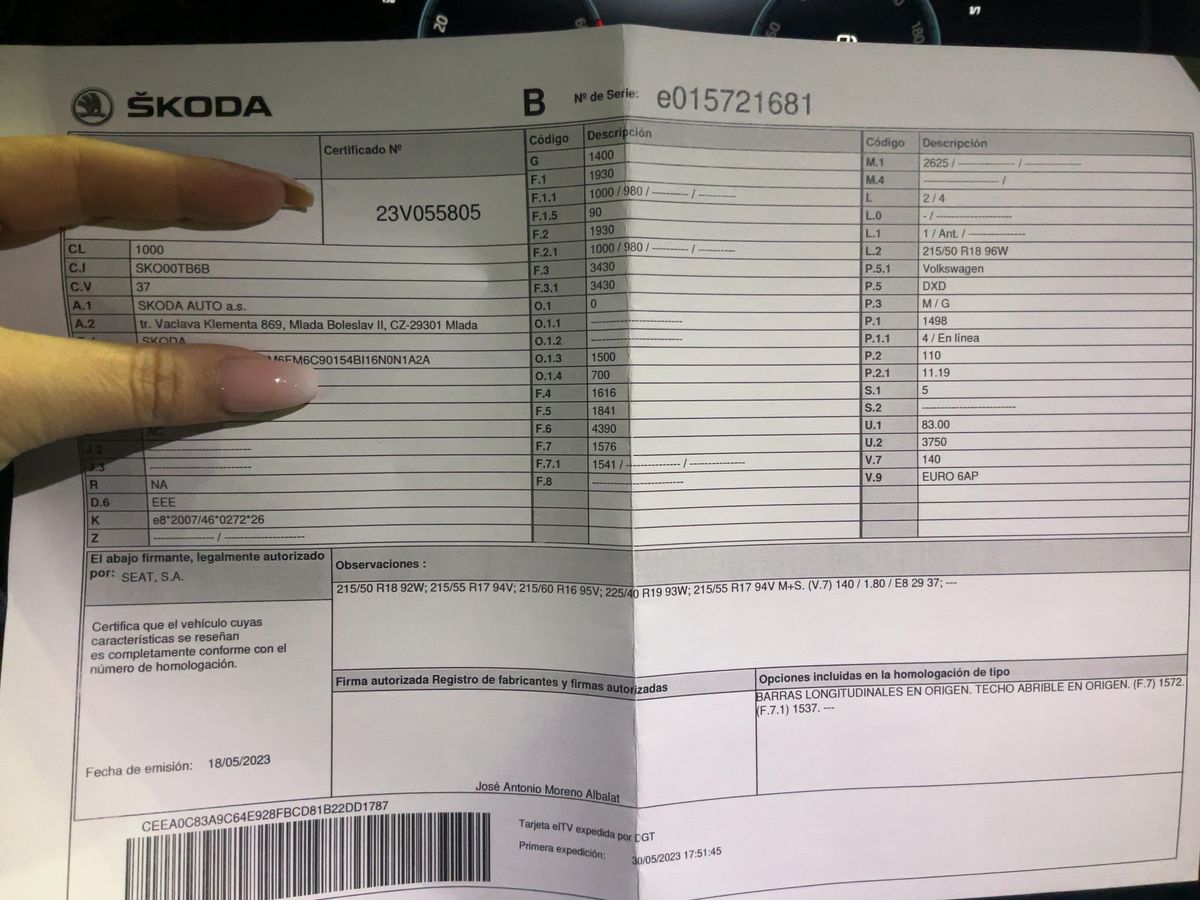 20
180
ŠKODA
B
Nº de Serie: e015721681
Certificado Nº
23V055805
CL 1000
C.I SKO00TB6B
C.V 37
A.1 SKODA AUTO a.s.
A.2 tr. Vaclava Klementa 869, Mlada Boleslav II, CZ-29301 Mlada
SKODA
M6FM6C90154BI16N0N1A2A
AC
J.2 --------------------
J.3 --------------------
R NA
D.6 EEE
K e8*2007/46*0272*26
Z ------------ / ----------------
Código Descripción
G 1400
F.1 1930
F.1.1 1000 / 980 / --------- / ---------
F.1.5 90
F.2 1930
F.2.1 1000 / 980 / --------- / ---------
F.3 3430
F.3.1 3430
O.1 0
O.1.1 --------------------
O.1.2 --------------------
O.1.3 1500
O.1.4 700
F.4 1616
F.5 1841
F.6 4390
F.7 1576
F.7.1 1541 / ------------ / ------------
F.8 --------------------
Código Descripción
M.1 2625 / ------------ / ------------
M.4 ---------------- /
L 2 / 4
L.0 - / ----------------
L.1 1 / Ant. / ------------
L.2 215/50 R18 96W
P.5.1 Volkswagen
P.5 DXD
P.3 M / G
P.1 1498
P.1.1 4 / En línea
P.2 110
P.2.1 11.19
S.1 5
S.2 --------------------
U.1 83.00
U.2 3750
V.7 140
V.9 EURO 6AP
El abajo firmante, legalmente autorizado
por: SEAT, S.A.
Certifica que el vehículo cuyas
características se reseñan
es completamente conforme con el
número de homologación.
Fecha de emisión: 18/05/2023
Observaciones :
215/50 R18 92W; 215/55 R17 94V; 215/60 R16 95V; 225/40 R19 93W; 215/55 R17 94V M+S. (V.7) 140 / 1.80 / E8 29 37; ---
Firma autorizada Registro de fabricantes y firmas autorizadas
José Antonio Moreno Albalat
Opciones incluidas en la homologación de tipo
BARRAS LONGITUDINALES EN ORIGEN. TECHO ABRIBLE EN ORIGEN. (F.7) 1572.
(F.7.1) 1537. ---
CEEA0C83A9C64E928FBCD81B22DD1787
Tarjeta eITV expedida por DGT
Primera expedición: 30/05/2023 17:51:45